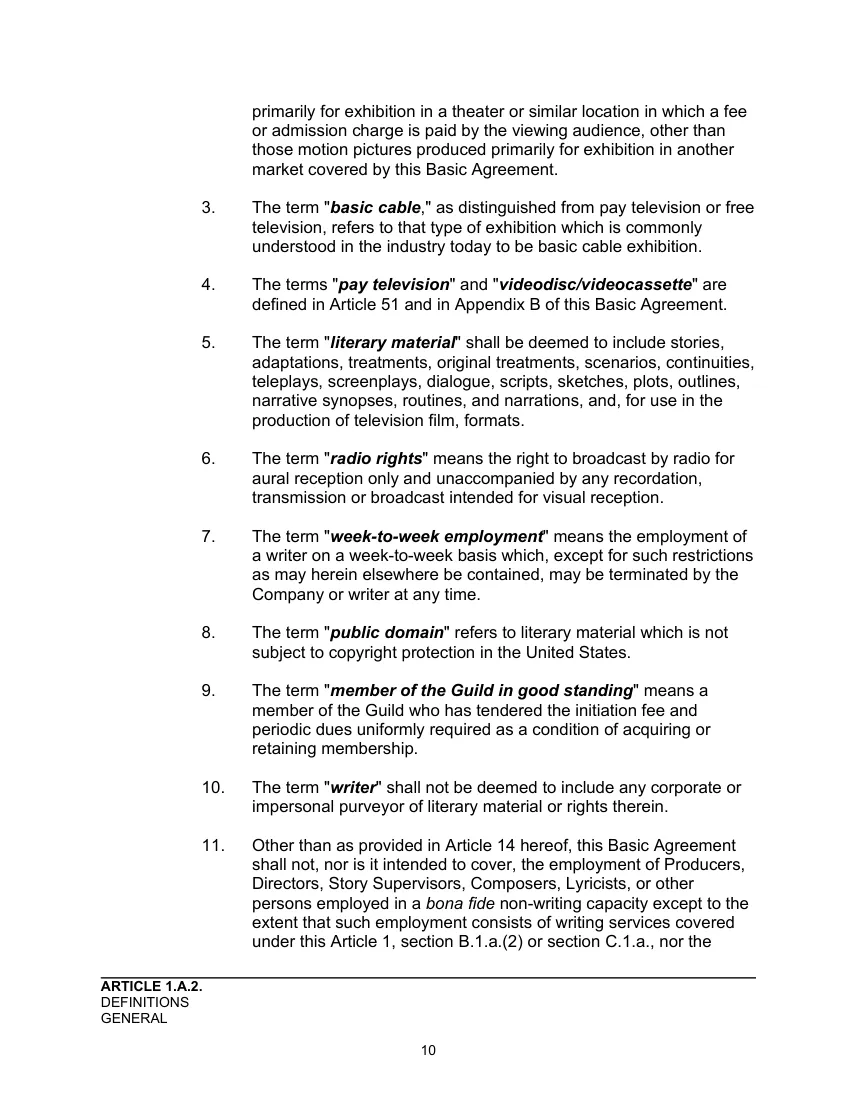 primarily for exhibition in a theater or similar location in which a fee
or admission charge is paid by the viewing audience, other than
those motion pictures produced primarily for exhibition in another
market covered by this Basic Agreement.
3. The term "basic cable," as distinguished from pay television or free
television, refers to that type of exhibition which is commonly
understood in the industry today to be basic cable exhibition.
4. The terms "pay television" and "videodisc/videocassette" are
defined in Article 51 and in Appendix B of this Basic Agreement.
5. The term "literary material" shall be deemed to include stories,
adaptations, treatments, original treatments, scenarios, continuities,
teleplays, screenplays, dialogue, scripts, sketches, plots, outlines,
narrative synopses, routines, and narrations, and, for use in the
production of television film, formats.
6. The term "radio rights" means the right to broadcast by radio for
aural reception only and unaccompanied by any recordation,
transmission or broadcast intended for visual reception.
7. The term "week-to-week employment" means the employment of
a writer on a week-to-week basis which, except for such restrictions
as may herein elsewhere be contained, may be terminated by the
Company or writer at any time.
8. The term "public domain" refers to literary material which is not
subject to copyright protection in the United States.
9. The term "member of the Guild in good standing" means a
member of the Guild who has tendered the initiation fee and
periodic dues uniformly required as a condition of acquiring or
retaining membership.
10. The term "writer" shall not be deemed to include any corporate or
impersonal purveyor of literary material or rights therein.
11. Other than as provided in Article 14 hereof, this Basic Agreement
shall not, nor is it intended to cover, the employment of Producers,
Directors, Story Supervisors, Composers, Lyricists, or other
persons employed in a bona fide non-writing capacity except to the
extent that such employment consists of writing services covered
under this Article 1, section B.1.a.(2) or section C.1.a., nor the
ARTICLE 1.A.2.
DEFINITIONS
GENERAL
10